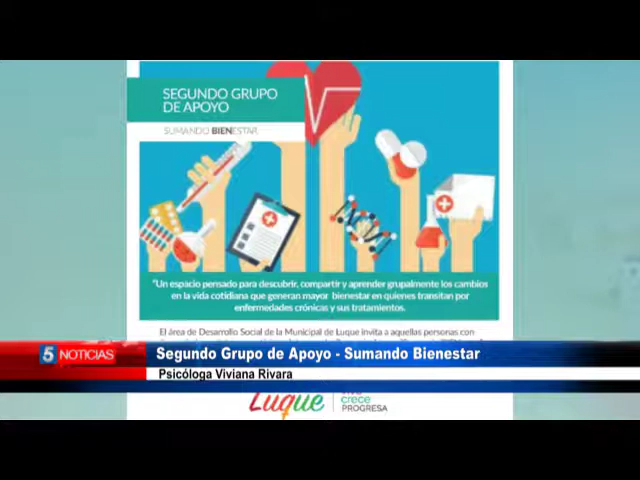 SEGUNDO GRUPO
DE APOYO
SUMANDO BIENESTAR
"Un espacio pensado para descubrir, compartir y aprender grupalmente los cambios
en la vida cotidiana que generan mayor bienestar en quienes transitan por
enfermedades crónicas y sus tratamientos.
El área de Desarrollo Social de la Municipal de Luque invita a aquellas personas con
5 NOTICIAS
Segundo Grupo de Apoyo - Sumando Bienestar
Psicóloga Viviana Rivara
Luque
crece
PROGRESA